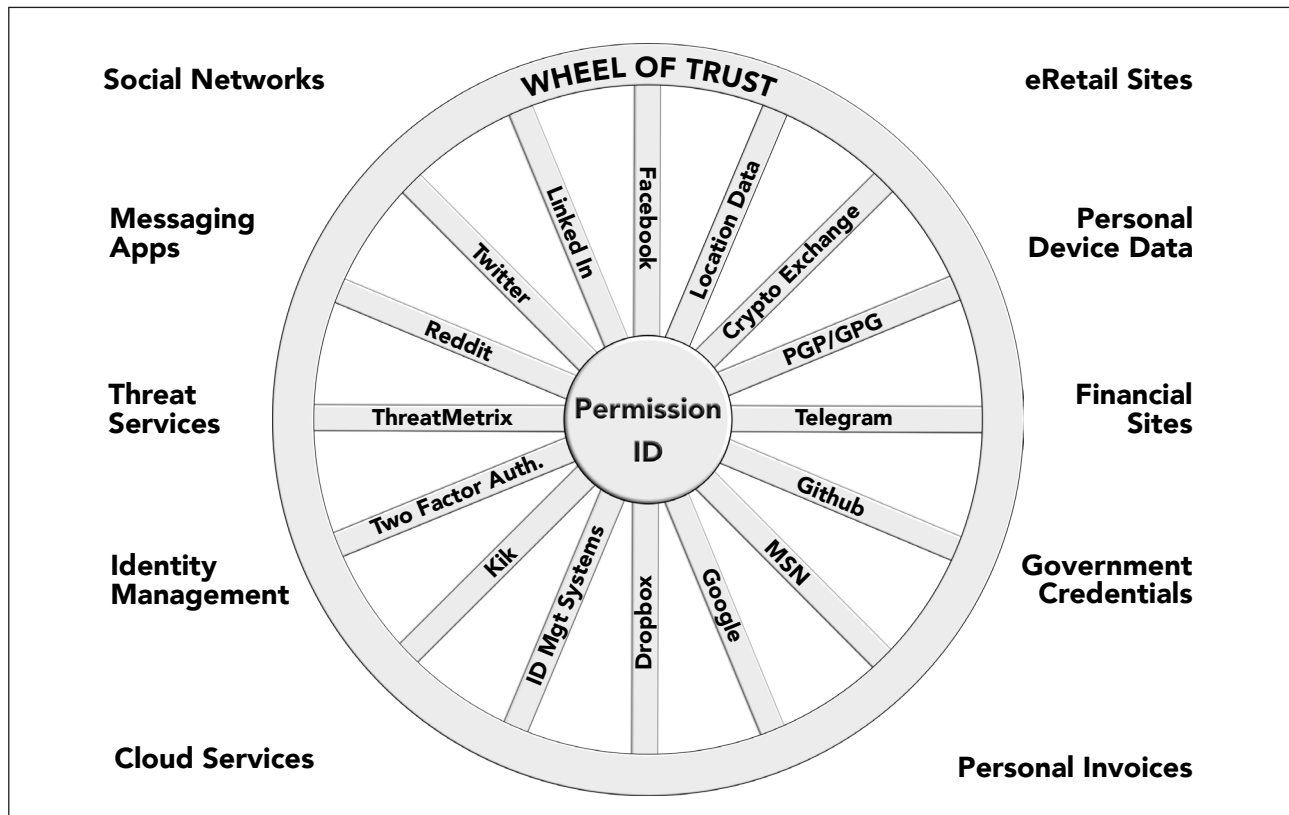 WHEEL OF TRUST
Social Networks
Messaging
Apps
Threat
Services
Identity
Management
Cloud Services
eRetail Sites
Personal
Device Data
Financial
Sites
Government
Credentials
Personal Invoices
Facebook
Location Data
Crypto Exchange
PGP/GPG
Telegram
Github
MSN
Google
Dropbox
ID Mgt Systems
Kik
Two Factor Auth.
ThreatMetrix
Reddit
Twitter
Linked In
Permission
ID